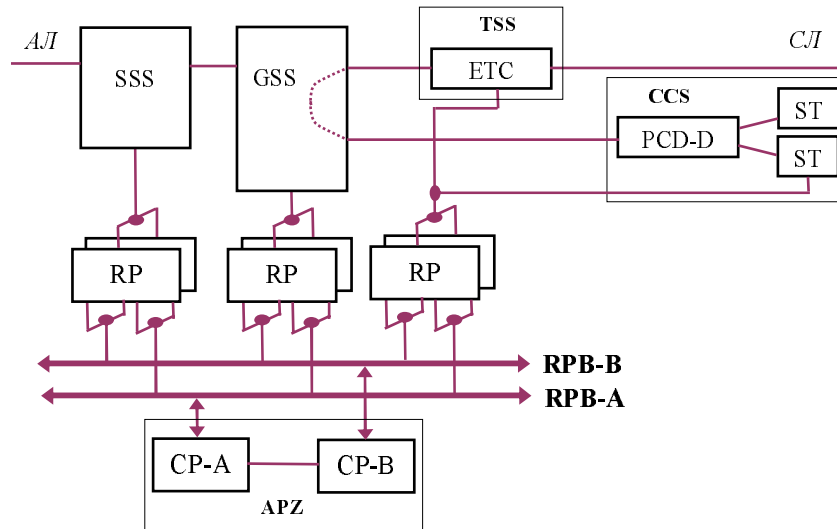 TSS
АЛ
СЛ
SSS
GSS
ETC
CCS
ST
PCD-D
ST
RP
RP
RP
RPB-B
RPB-A
CP-A
CP-B
APZ